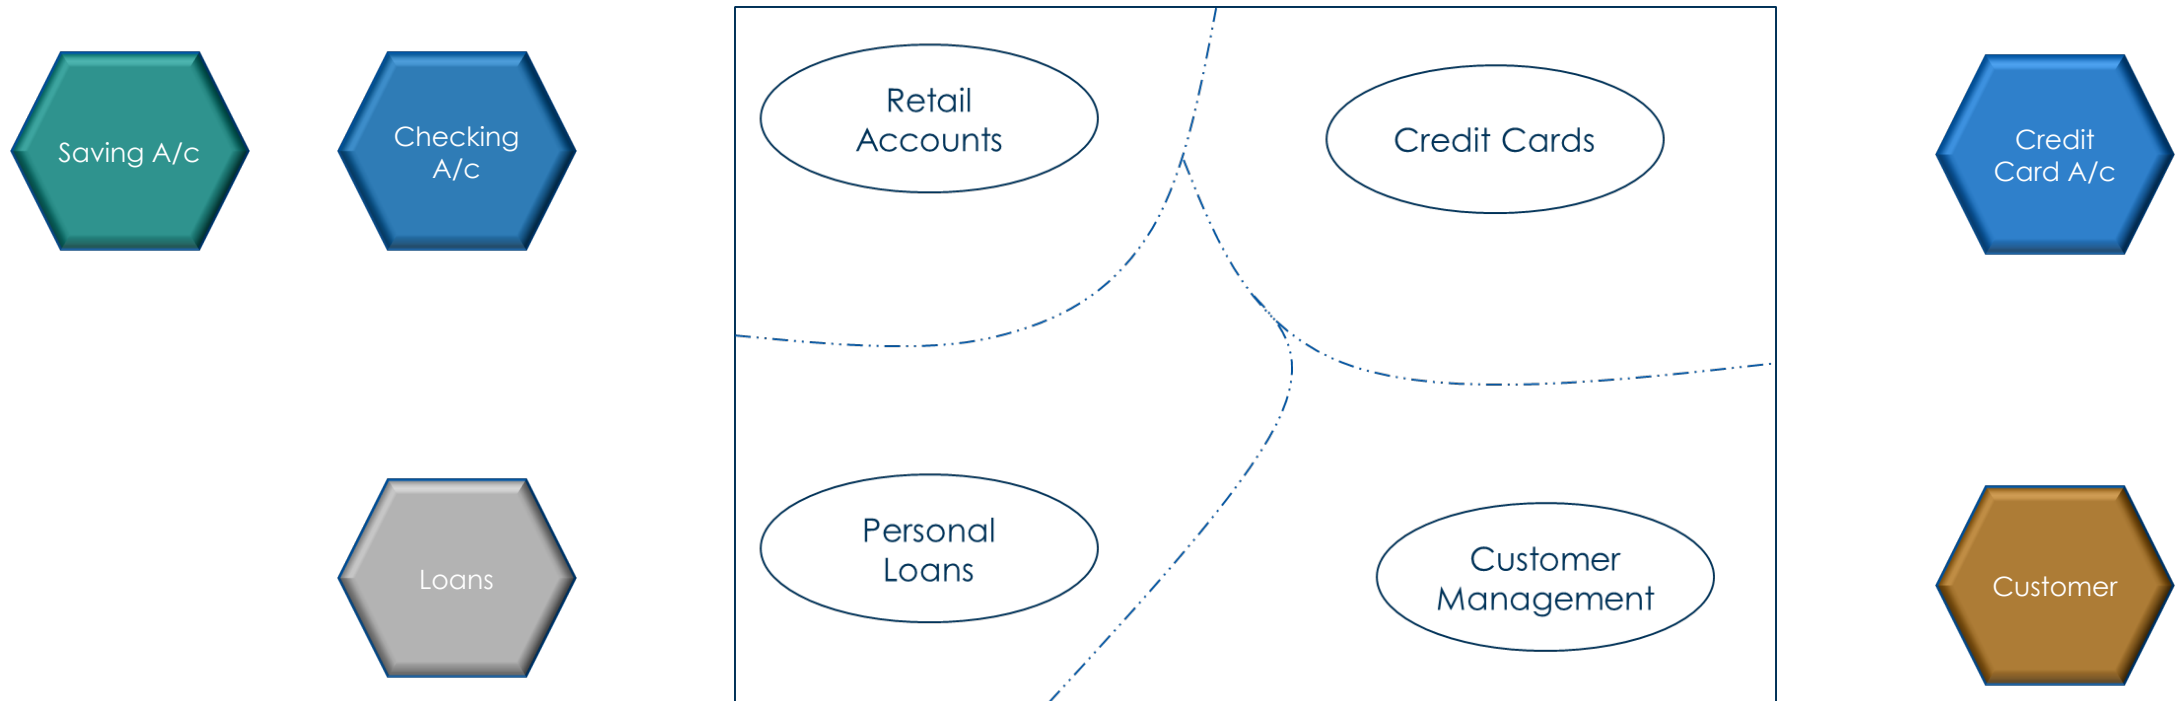 Saving A/c
Checking
A/c
Retail
Accounts
Credit Cards
Credit
Card A/c
Loans
Personal
Loans
Customer
Management
Customer